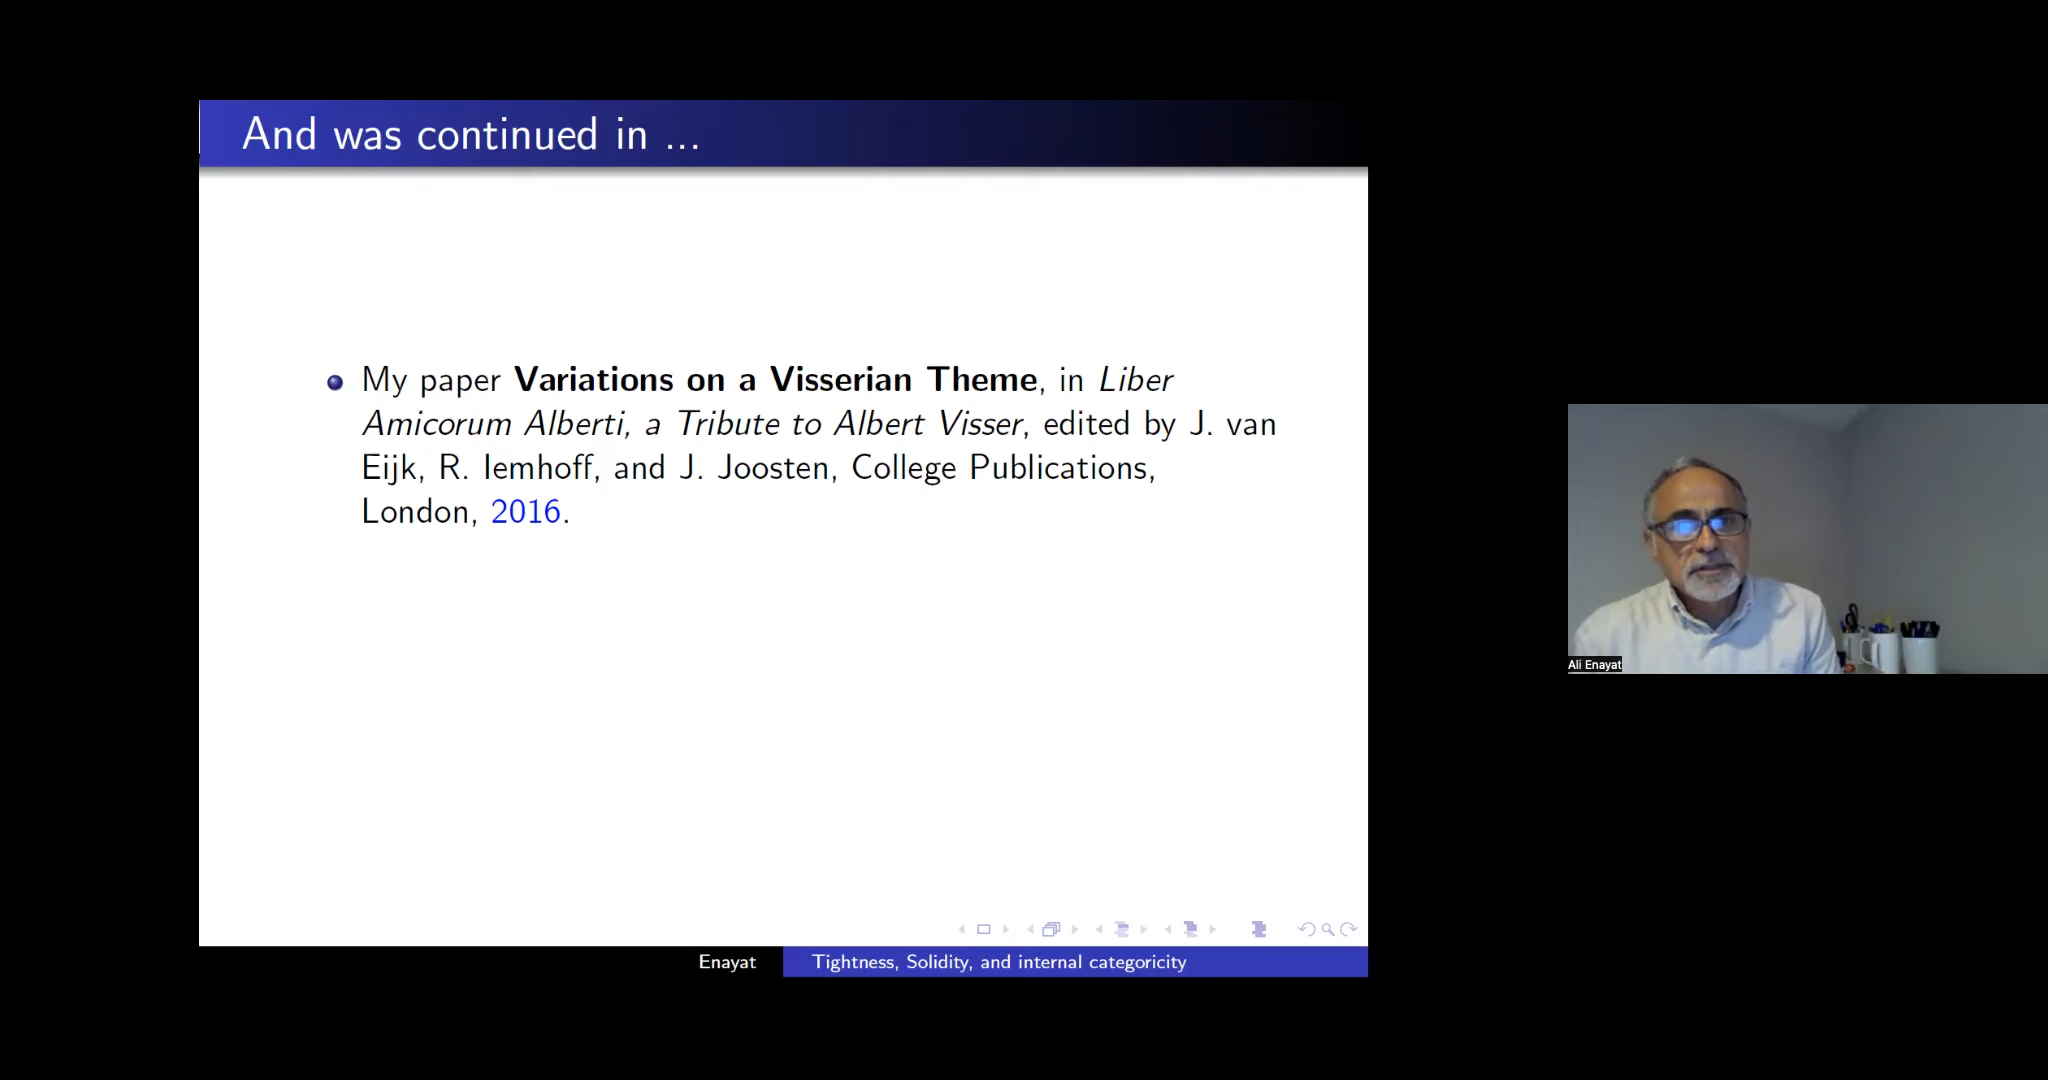 And was continued in ...
My paper Variations on a Visserian Theme, in Liber
Amicorum Alberti, a Tribute to Albert Visser, edited by J. van
Eijk, R. Iemhoff, and J. Joosten, College Publications,
London, 2016.
Ali Enayat
Enayat
Tightness, Solidity, and internal categoricity